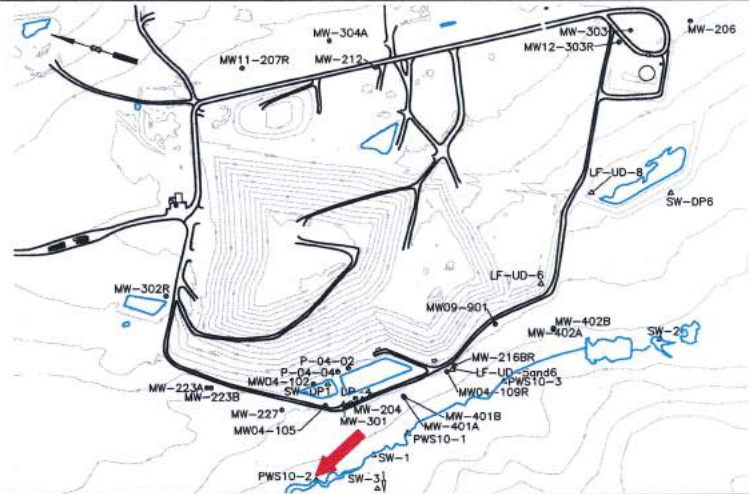 MW-304A
MW-303
MW-206
MW12-303R
MW11-207R
MW-212
LF-UD-8
SW-DP6
LF-UD-6
MW-302R
MW09-901
MW-402B
MW-402A
SW-2
P-04-02
MW-216BR
P-04-04
LF-UD-5and6
MW04-102
PWS10-3
MW-223A
SW-DP1
DP-4
MW04-109R
MW-223B
MW-204
MW-227
MW-401B
MW-301
MW-401A
MW04-105
PWS10-1
SW-1
PWS10-2
SW-3